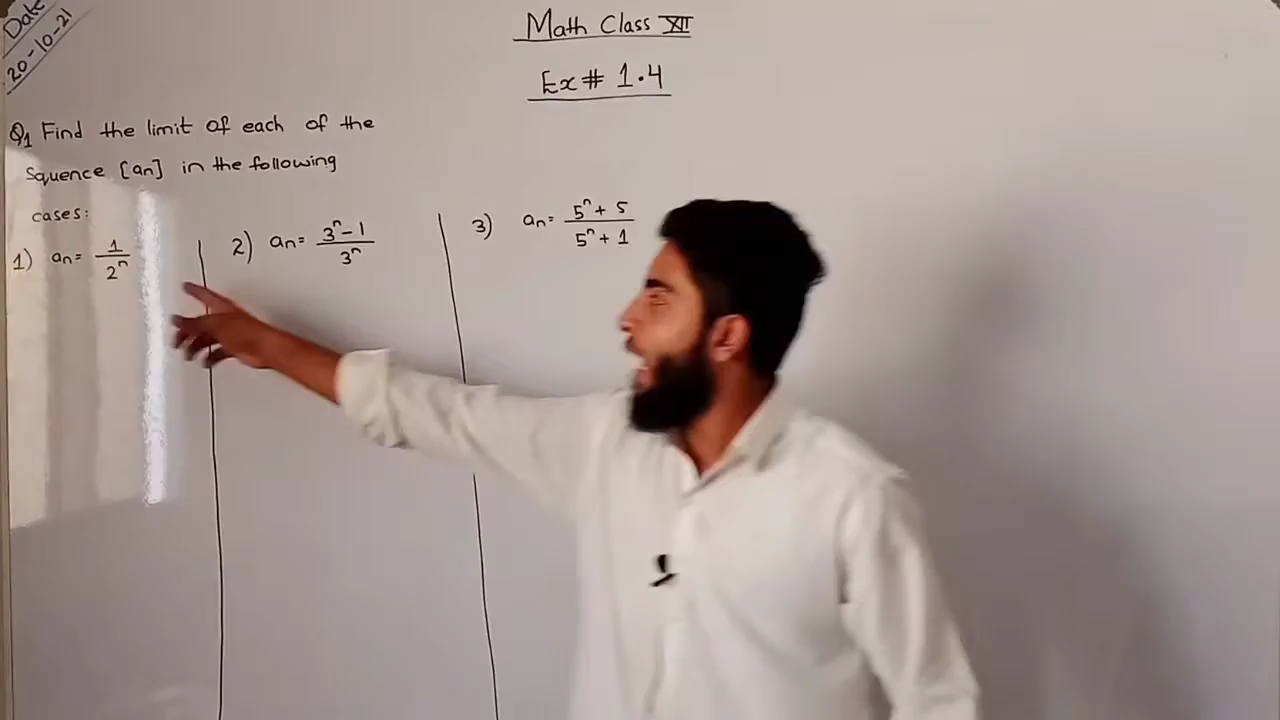 Date
20-10-21
Math Class XII
Ex# 1.4
Q1 Find the limit of each of the
Squence [an] in the following
cases:
1) an= 1/2^n
2) an= 3^n-1/3^n
3) an= 5^n+5/5^n+1